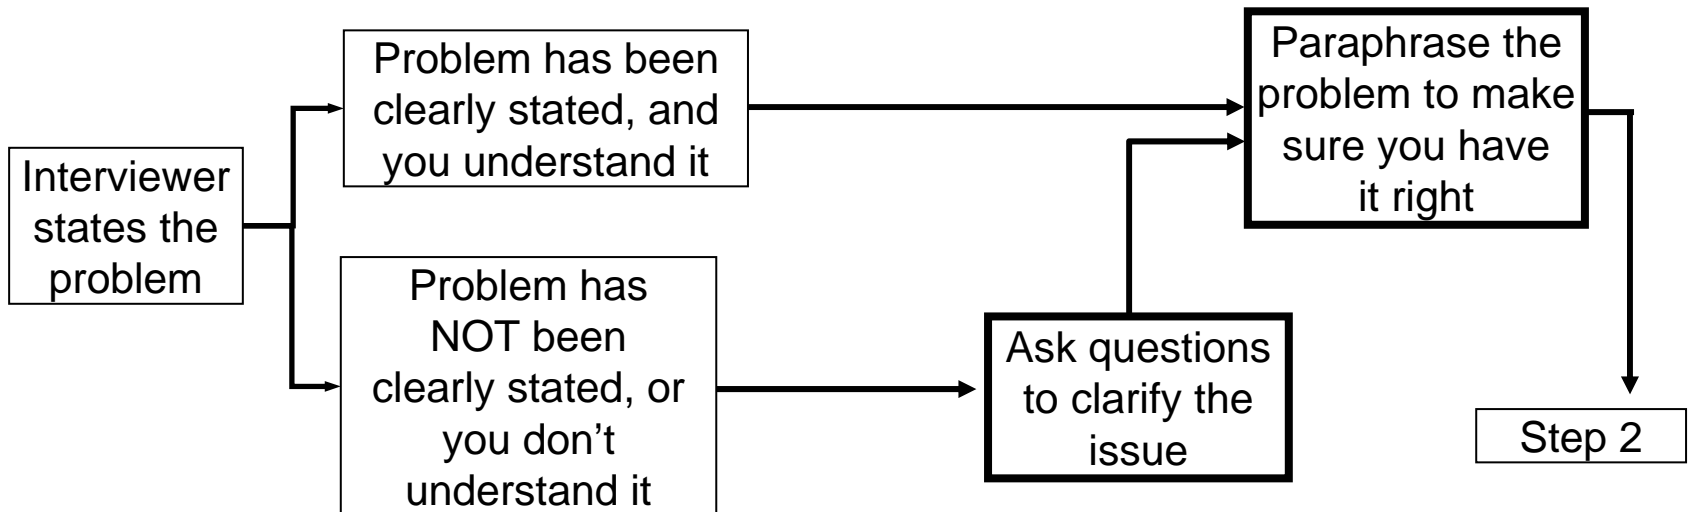 Interviewer
states the
problem
Problem has been
clearly stated, and
you understand it
Problem has
NOT been
clearly stated, or
you don’t
understand it
Ask questions
to clarify the
issue
Paraphrase the
problem to make
sure you have
it right
Step 2